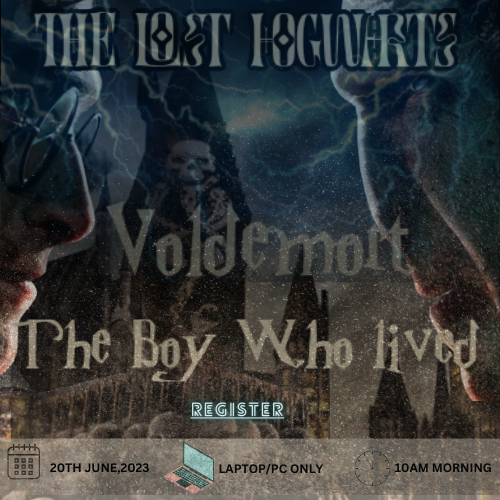 THE LOST HOGWARTS
Voldemort
The Boy Who lived
REGISTER
20TH JUNE,2023 LAPTOP/PC ONLY 10AM MORNING